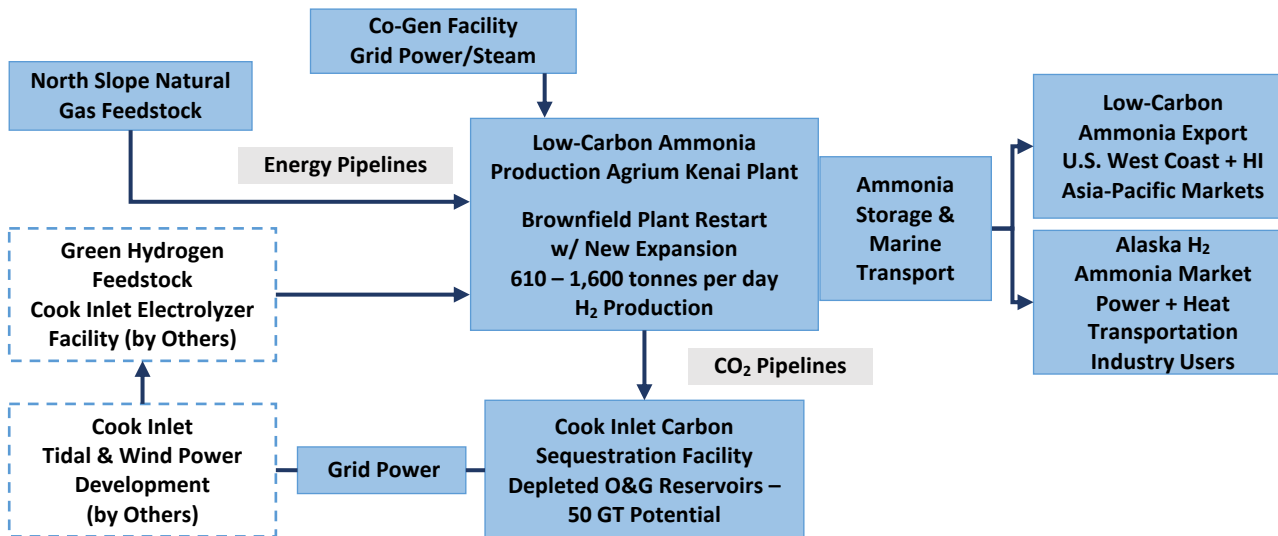 Co-Gen Facility
Grid Power/Steam
North Slope Natural
Gas Feedstock
Energy Pipelines
Low-Carbon Ammonia
Production Agrium Kenai Plant
Brownfield Plant Restart
w/ New Expansion
610 – 1,600 tonnes per day
H₂ Production
Ammonia
Storage &
Marine
Transport
Low-Carbon
Ammonia Export
U.S. West Coast + HI
Asia-Pacific Markets
Alaska H₂
Ammonia Market
Power + Heat
Transportation
Industry Users
Green Hydrogen
Feedstock
Cook Inlet Electrolyzer
Facility (by Others)
CO₂ Pipelines
Cook Inlet
Tidal & Wind Power
Development
(by Others)
Grid Power
Cook Inlet Carbon
Sequestration Facility
Depleted O&G Reservoirs –
50 GT Potential